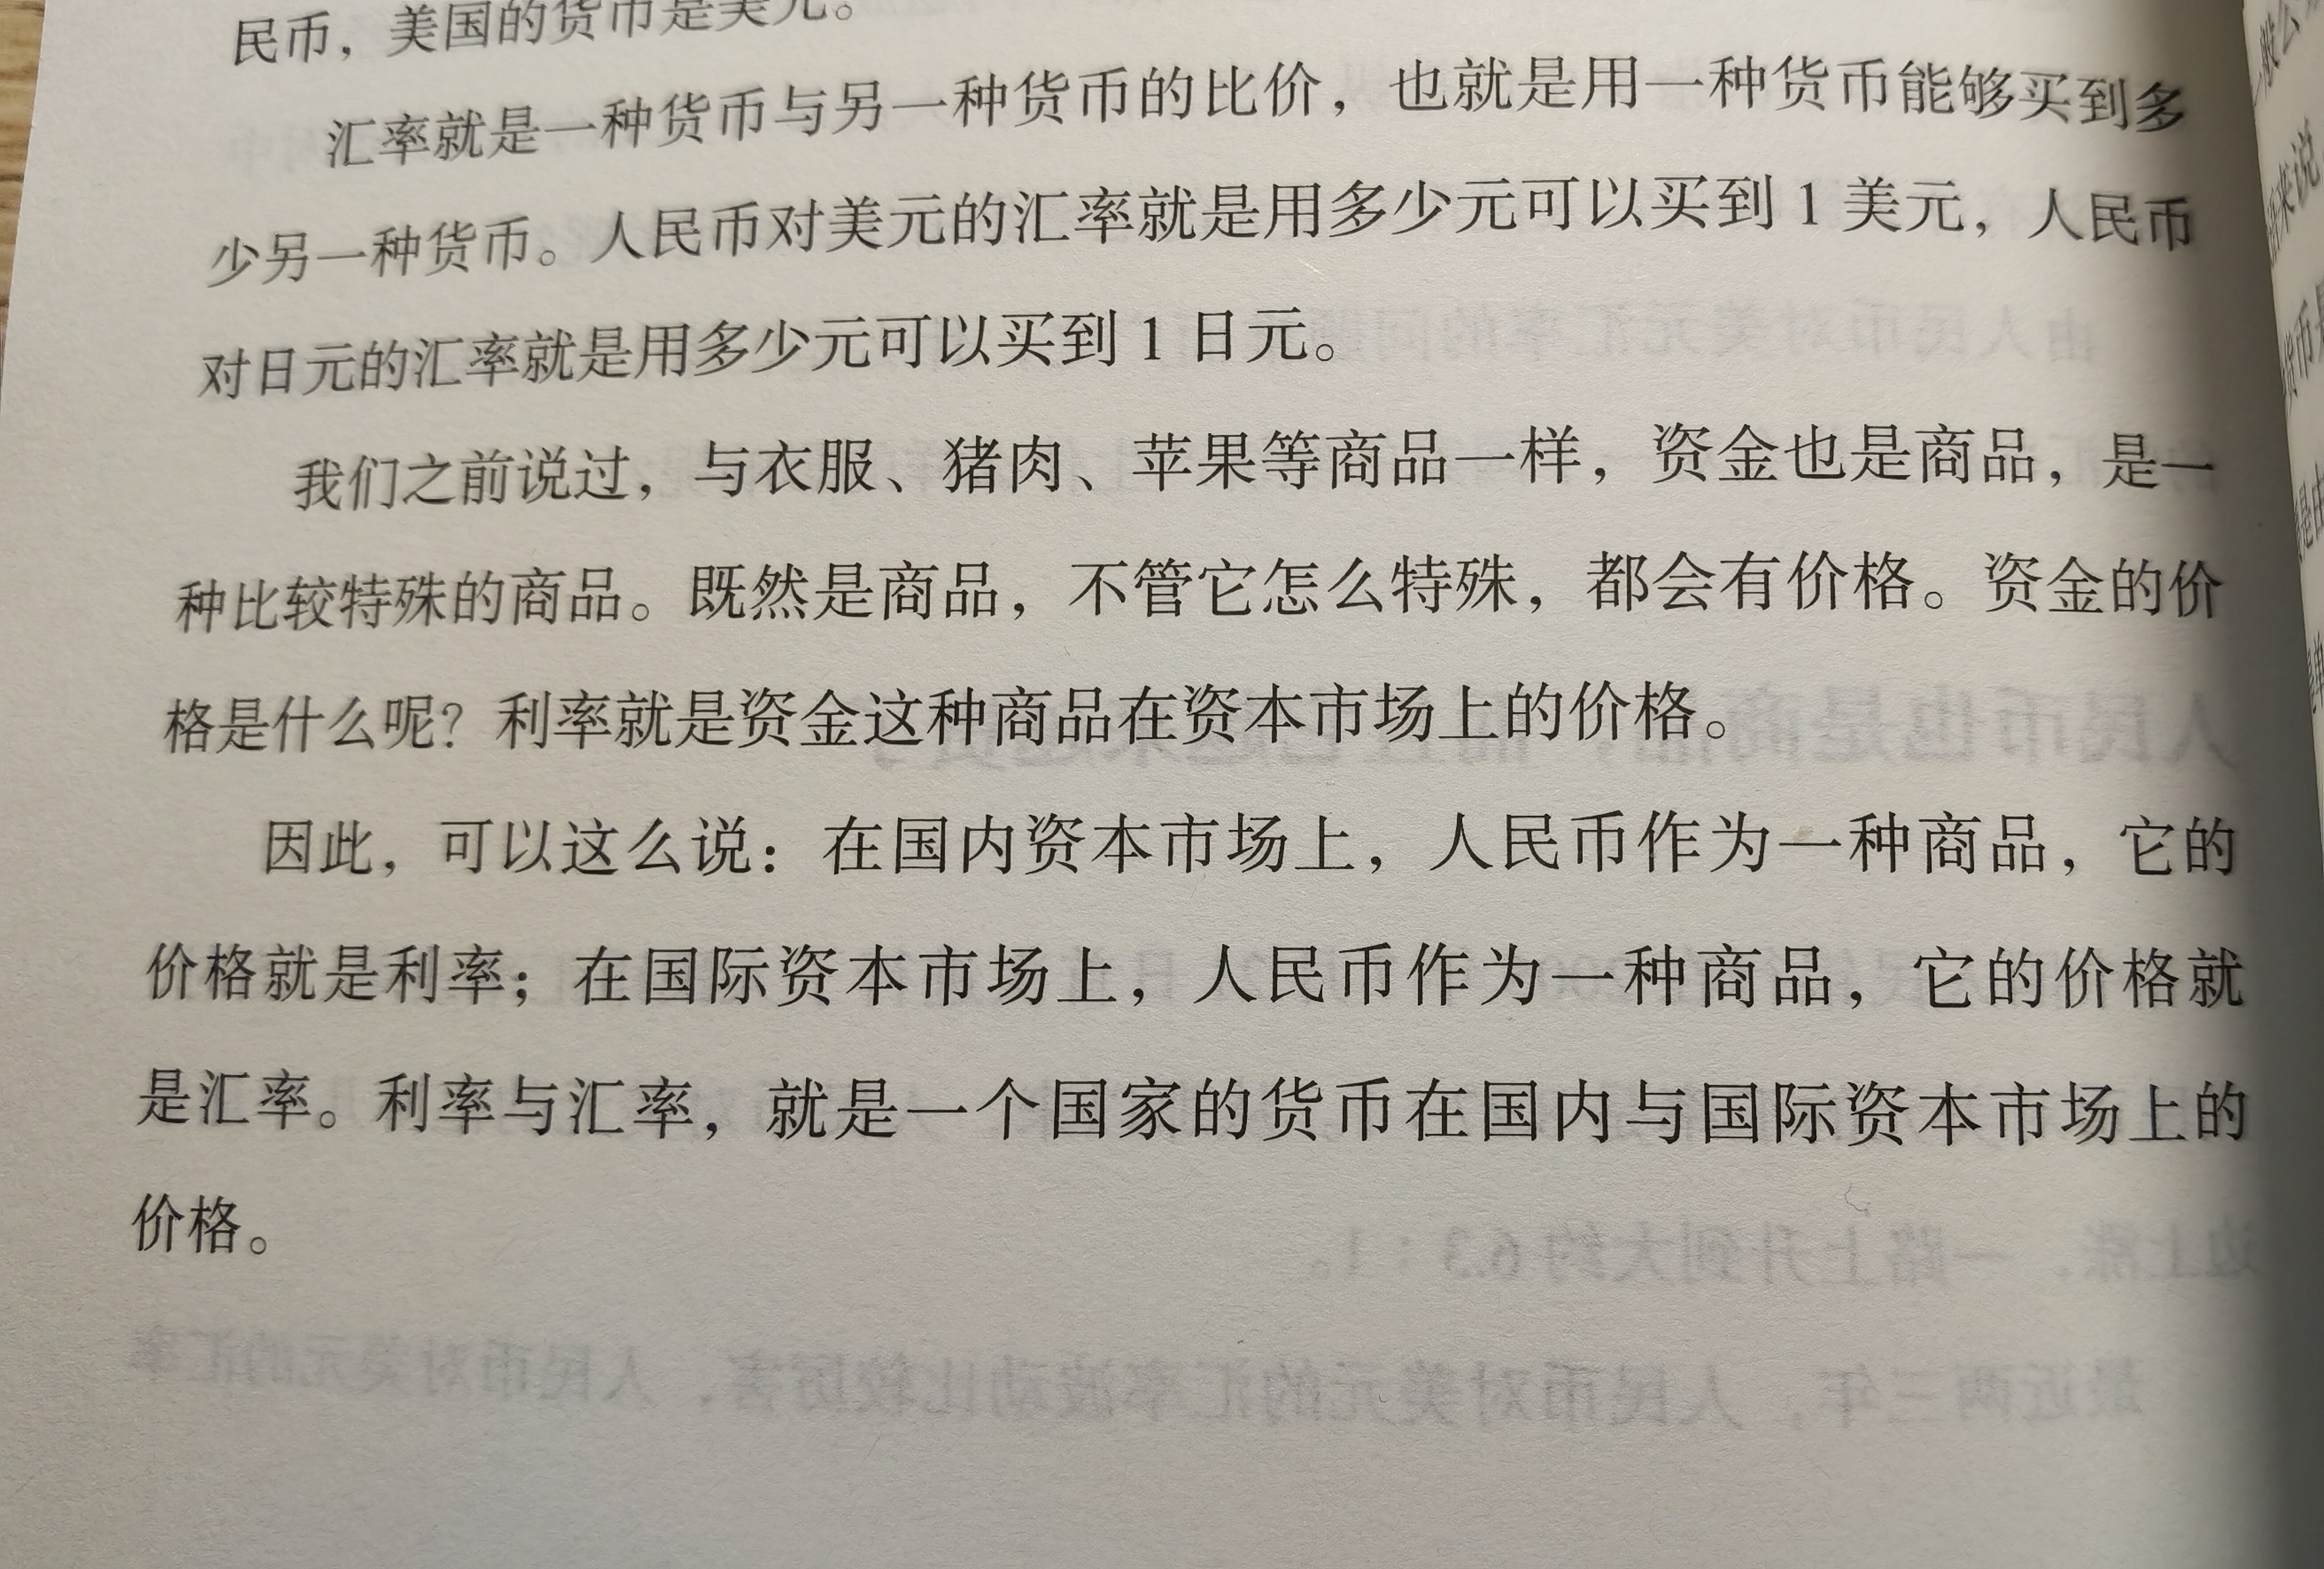 民币，美国的货币是美元。
汇率就是一种货币与另一种货币的比价，也就是用一种货币能够买到多
少另一种货币。人民币对美元的汇率就是用多少元可以买到 1 美元，人民币
对日元的汇率就是用多少元可以买到 1 日元。
我们之前说过，与衣服、猪肉、苹果等商品一样，资金也是商品，是一
种比较特殊的商品。既然是商品，不管它怎么特殊，都会有价格。资金的价
格是什么呢？利率就是资金这种商品在资本市场上的价格。
因此，可以这么说：在国内资本市场上，人民币作为一种商品，它的
价格就是利率；在国际资本市场上，人民币作为一种商品，它的价格就
是汇率。利率与汇率，就是一个国家的货币在国内与国际资本市场上的
价格。